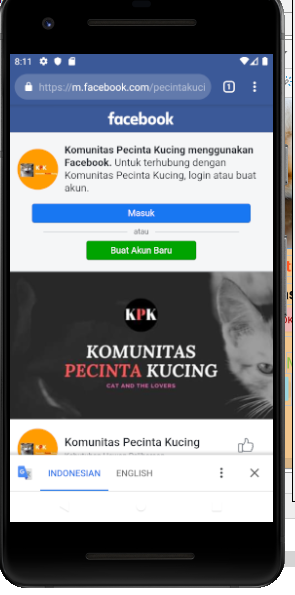 8:11
https://m.facebook.com/pecintakuci
1
facebook
Komunitas Pecinta Kucing menggunakan
Facebook. Untuk terhubung dengan
Komunitas Pecinta Kucing, login atau buat
akun.
Masuk
atau
Buat Akun Baru
KPK
KOMUNITAS
PECINTA KUCING
CAT AND THE LOVERS
Komunitas Pecinta Kucing
INDONESIAN
ENGLISH